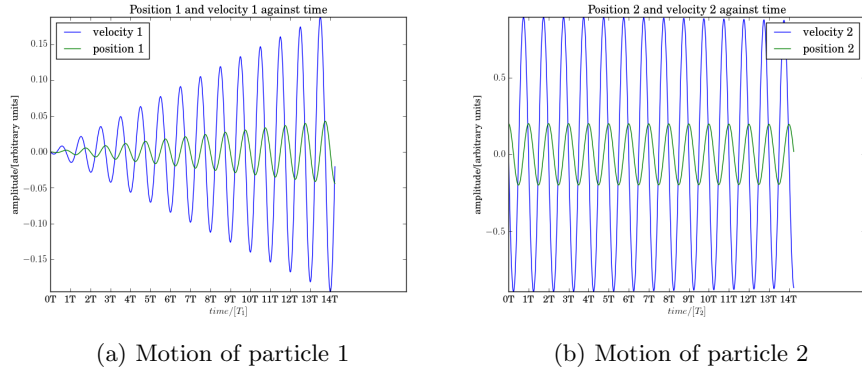 Position 1 and velocity 1 against time
velocity 1
position 1
amplitude[arbitrary units]
0.15
0.10
0.05
0.00
−0.05
−0.10
−0.15
0T 1T 2T 3T 4T 5T 6T 7T 8T 9T 10T 11T 12T 13T 14T
time/[T₁]
(a) Motion of particle 1
Position 2 and velocity 2 against time
velocity 2
position 2
amplitude[arbitrary units]
0.5
0.0
−0.5
0T 1T 2T 3T 4T 5T 6T 7T 8T 9T 10T 11T 12T 13T 14T
time/[T₂]
(b) Motion of particle 2